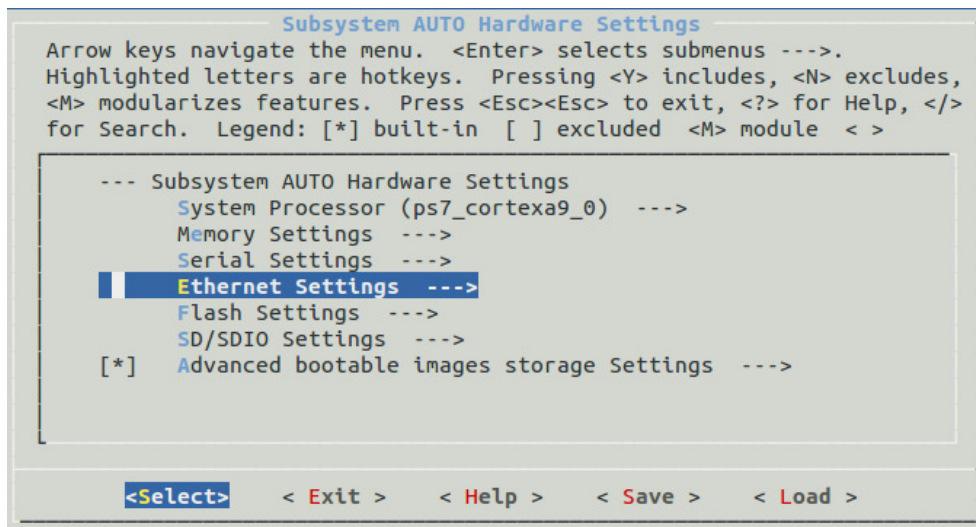 Subsystem AUTO Hardware Settings
Arrow keys navigate the menu.  <Enter> selects submenus --->.
Highlighted letters are hotkeys.  Pressing <Y> includes, <N> excludes,
<M> modularizes features.  Press <Esc><Esc> to exit, <?> for Help, </>
for Search.  Legend: [*] built-in  [ ] excluded  <M> module  < >
--- Subsystem AUTO Hardware Settings
System Processor (ps7_cortexa9_0)  --->
Memory Settings  --->
Serial Settings  --->
Ethernet Settings  --->
Flash Settings  --->
SD/SDIO Settings  --->
[*]   Advanced bootable images storage Settings  --->
<Select>    < Exit >    < Help >    < Save >    < Load >